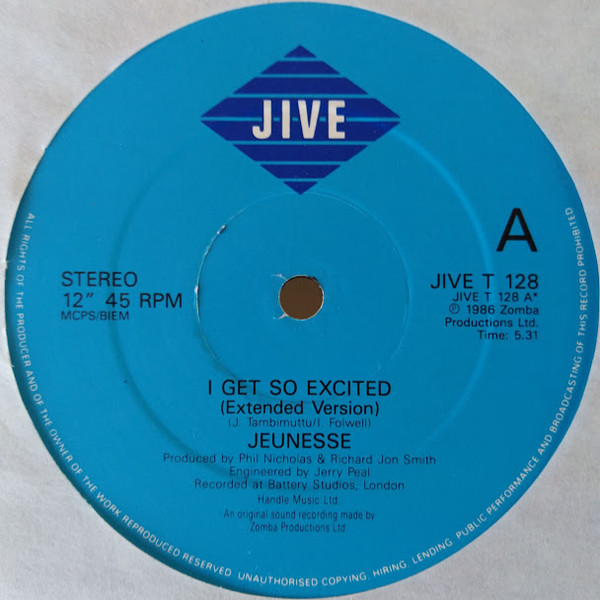 JIVE
A
STEREO
12" 45 RPM
MCPS/BIEM
JIVE T 128
JIVE T 128 A*
℗ 1986 Zomba
Productions Ltd.
Time: 5.31
I GET SO EXCITED
(Extended Version)
(J. Tambimuttu/I. Folwell)
JEUNESSE
Produced by Phil Nicholas & Richard Jon Smith
Engineered by Jerry Peal
Recorded at Battery Studios, London
Handle Music Ltd.
An original sound recording made by
Zomba Productions Ltd
ALL RIGHTS OF THE PRODUCER AND OF THE OWNER OF THE WORK REPRODUCED RESERVED. UNAUTHORISED COPYING, HIRING, LENDING, PUBLIC PERFORMANCE AND BROADCASTING OF THIS RECORD PROHIBITED